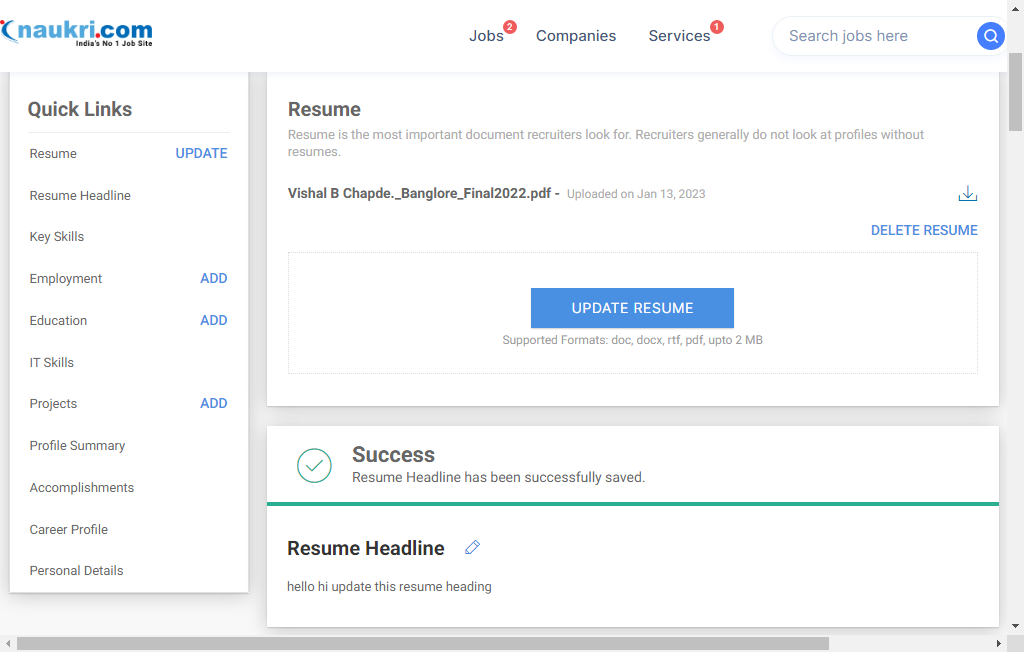 naukri.com
India's No 1 Job Site
Jobs 2
Companies
Services 1
Search jobs here
Quick Links
Resume UPDATE
Resume Headline
Key Skills
Employment ADD
Education ADD
IT Skills
Projects ADD
Profile Summary
Accomplishments
Career Profile
Personal Details
Resume
Resume is the most important document recruiters look for. Recruiters generally do not look at profiles without
resumes.
Vishal B Chapde._Banglore_Final2022.pdf - Uploaded on Jan 13, 2023
DELETE RESUME
UPDATE RESUME
Supported Formats: doc, docx, rtf, pdf, upto 2 MB
Success
Resume Headline has been successfully saved.
Resume Headline
hello hi update this resume heading